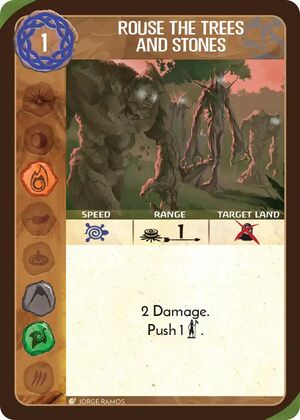 1
ROUSE THE TREES
AND STONES
SPEED RANGE TARGET LAND
1
2 Damage.
Push 1 .
JORGE RAMOS